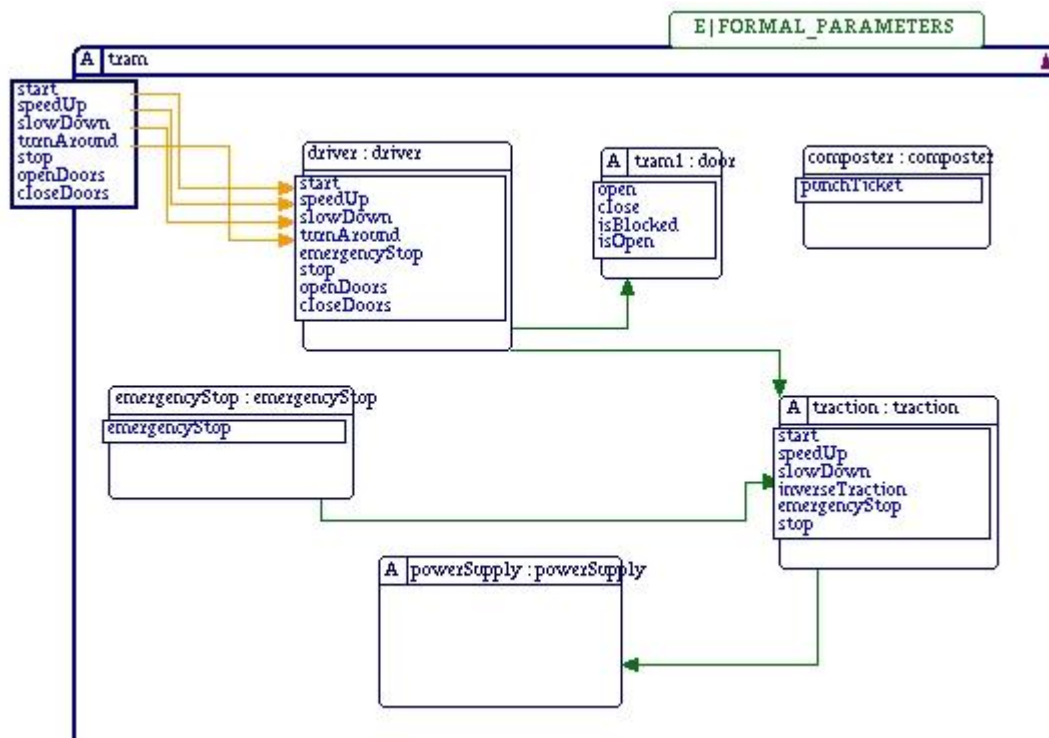 E|FORMAL_PARAMETERS
A tram
start
speedUp
slowDown
turnAround
stop
openDoors
closeDoors
driver : driver
start
speedUp
slowDown
turnAround
emergencyStop
stop
openDoors
closeDoors
A tram1 : door
open
close
isBlocked
isOpen
composter : composter
punchTicket
emergencyStop : emergencyStop
emergencyStop
A traction : traction
start
speedUp
slowDown
inverseTraction
emergencyStop
stop
A powerSupply : powerSupply